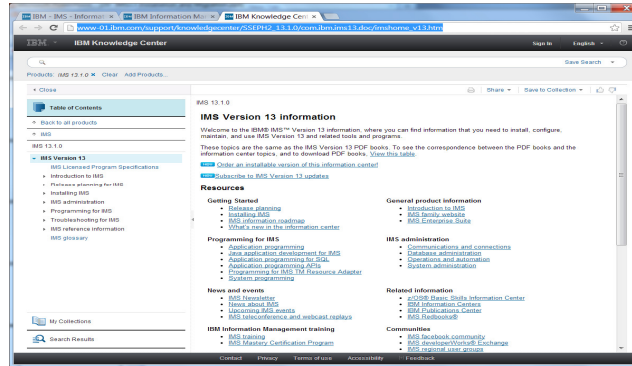 IBM - IMS - Informati
IBM Information Ma
IBM Knowledge Cent
www-01.ibm.com/support/knowledgecenter/SSEPH2_13.1.0/com.ibm.ims13.doc/imshome_v13.htm
IBM
IBM Knowledge Center
Sign in
English
Save Search
Products: IMS 13.1.0 × Clear Add Products...
Close
Share
Save to Collection
Table of Contents
Back to all products
IMS
IMS 13.1.0
IMS Version 13
IMS Licensed Program Specifications
Introduction to IMS
Release planning for IMS
Installing IMS
IMS administration
Programming for IMS
Troubleshooting for IMS
IMS reference information
IMS glossary
My Collections
Search Results
IMS 13.1.0
IMS Version 13 information
Welcome to the IBM® IMS™ Version 13 information, where you can find information that you need to install, configure,
maintain, and use IMS Version 13 and related tools and programs.
These topics are the same as the IMS Version 13 PDF books. To see the correspondence between the PDF books and the
information center topics, and to download PDF books. View this table.
Order an installable version of this information center!
Subscribe to IMS Version 13 updates
Resources
Getting Started
Release planning
Installing IMS
IMS information roadmap
What's new in the information center
General product information
Introduction to IMS
IMS family website
IMS Enterprise Suite
Programming for IMS
Application programming
Java application development for IMS
Application programming for SQL
Application programming APIs
Programming for IMS TM Resource Adapter
System programming
IMS administration
Communications and connections
Database administration
Operations and automation
System administration
News and events
IMS Newsletter
News about IMS
Upcoming IMS events
IMS teleconference and webcast replays
Related information
z/OS® Basic Skills Information Center
IBM Information Centers
IBM Publications Center
IMS Redbooks®
IBM Information Management training
IMS training
IMS Mastery Certification Program
Communities
IMS facebook community
IMS developerWorks® Exchange
IMS regional user groups
Contact Privacy Terms of use Accessibility Feedback